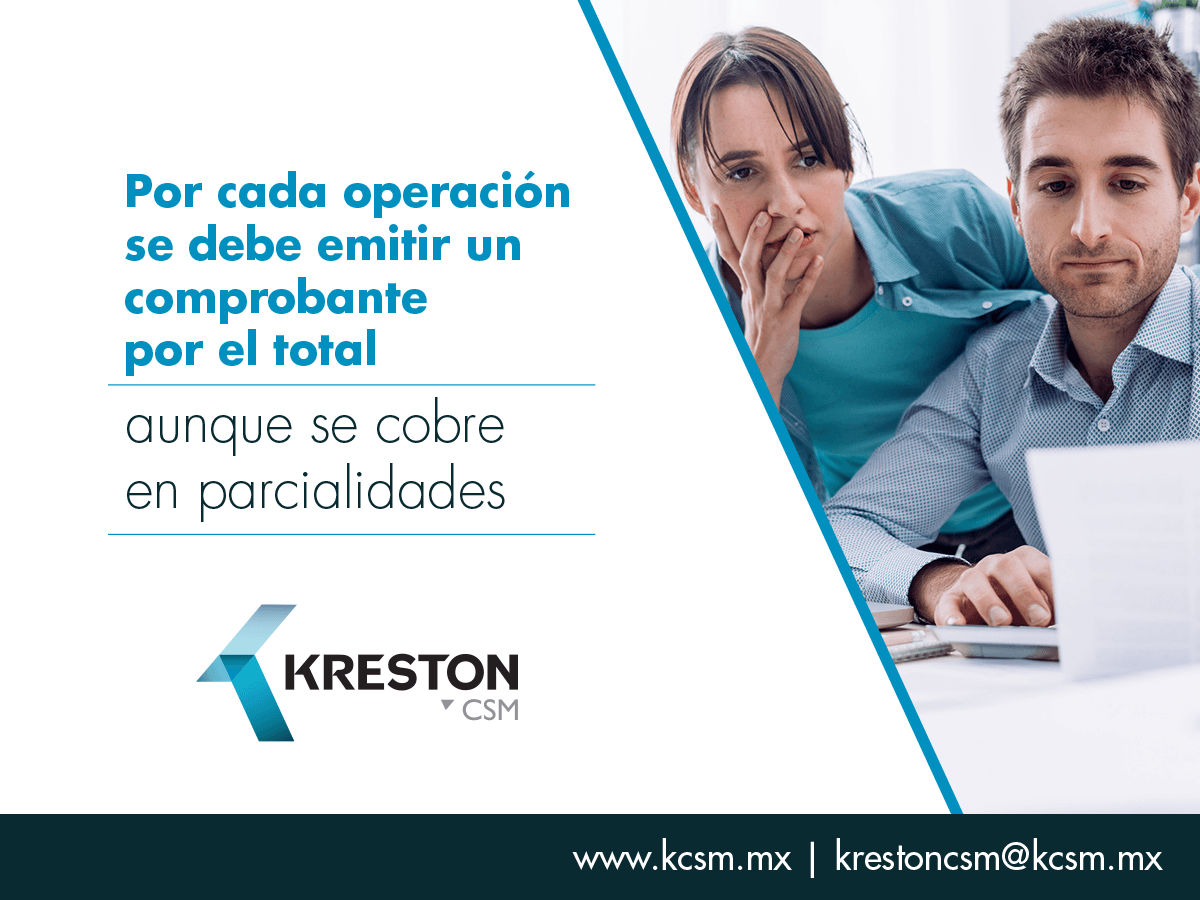 Por cada operación
se debe emitir un
comprobante
por el total
aunque se cobre
en parcialidades
KRESTON
CSM
www.kcsm.mx | krestoncsm@kcsm.mx